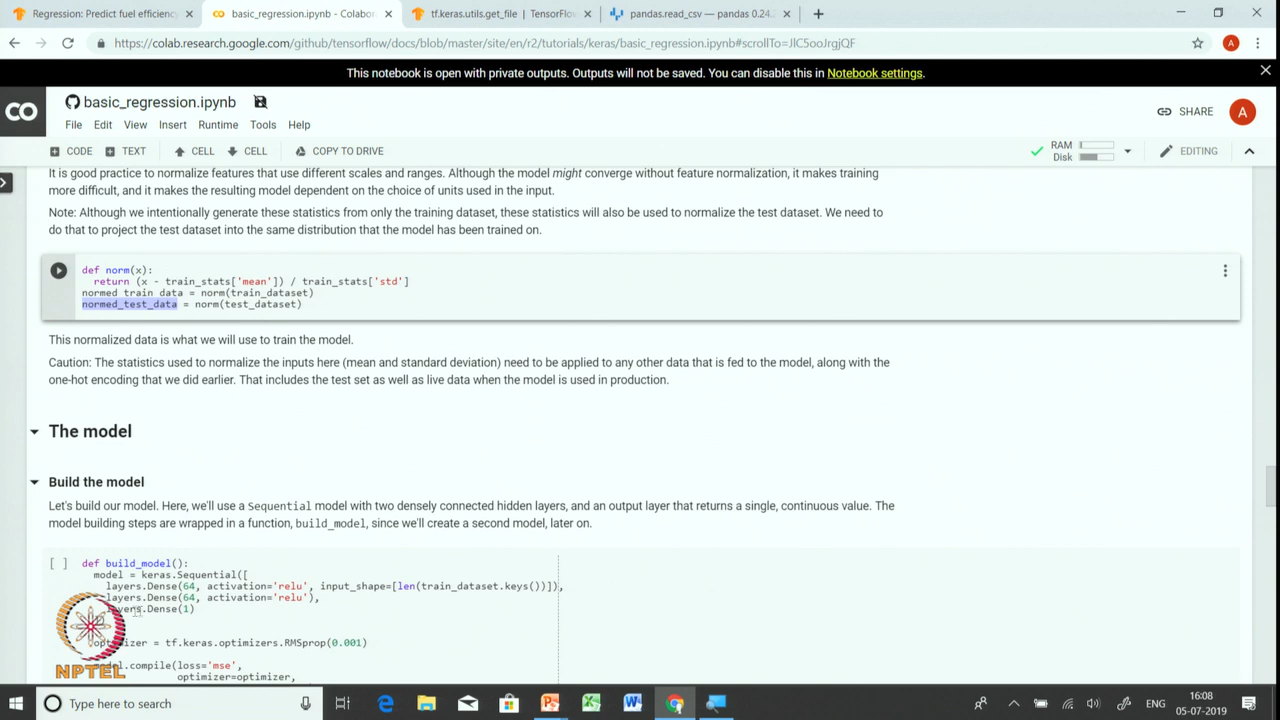 Regression: Predict fuel efficiency
basic_regression.ipynb - Colabor
tf.keras.utils.get_file | TensorFlow
pandas.read_csv — pandas 0.24.
https://colab.research.google.com/github/tensorflow/docs/blob/master/site/en/r2/tutorials/keras/basic_regression.ipynb#scrollTo=JlC5ooJrgjQF
A
This notebook is open with private outputs. Outputs will not be saved. You can disable this in Notebook settings.
CO
basic_regression.ipynb
SHARE
A
File Edit View Insert Runtime Tools Help
CODE TEXT CELL CELL COPY TO DRIVE
RAM
Disk
EDITING
It is good practice to normalize features that use different scales and ranges. Although the model might converge without feature normalization, it makes training
more difficult, and it makes the resulting model dependent on the choice of units used in the input.
Note: Although we intentionally generate these statistics from only the training dataset, these statistics will also be used to normalize the test dataset. We need to
do that to project the test dataset into the same distribution that the model has been trained on.
def norm(x):
return (x - train_stats['mean']) / train_stats['std']
normed_train_data = norm(train_dataset)
normed_test_data = norm(test_dataset)
This normalized data is what we will use to train the model.
Caution: The statistics used to normalize the inputs here (mean and standard deviation) need to be applied to any other data that is fed to the model, along with the
one-hot encoding that we did earlier. That includes the test set as well as live data when the model is used in production.
The model
Build the model
Let's build our model. Here, we'll use a Sequential model with two densely connected hidden layers, and an output layer that returns a single, continuous value. The
model building steps are wrapped in a function, build_model, since we'll create a second model, later on.
[ ] def build_model():
model = keras.Sequential([
layers.Dense(64, activation='relu', input_shape=[len(train_dataset.keys())]),
layers.Dense(64, activation='relu'),
layers.Dense(1)
optimizer = tf.keras.optimizers.RMSprop(0.001)
model.compile(loss='mse',
optimizer=optimizer,
NPTEL
Type here to search
ENG
16:08
05-07-2019